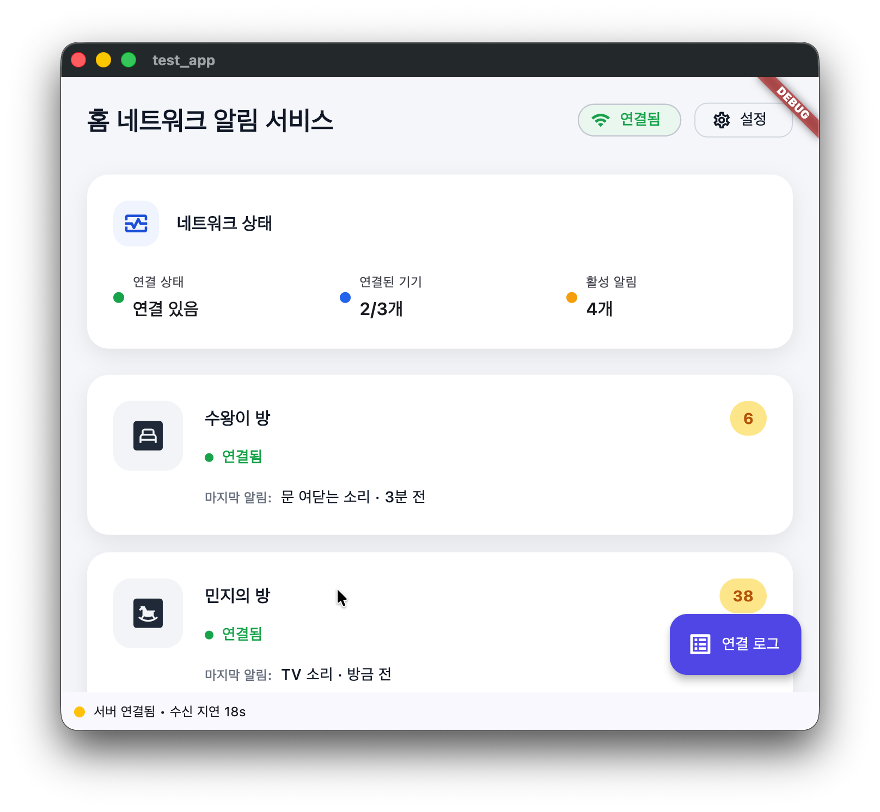 test_app
DEBUG
홈 네트워크 알림 서비스
연결됨
설정
네트워크 상태
연결 상태
연결 있음
연결된 기기
2/3개
활성 알림
4개
수왕이 방
6
연결됨
마지막 알림: 문 여닫는 소리 · 3분 전
민지의 방
38
연결됨
연결 로그
마지막 알림: TV 소리 · 방금 전
서버 연결됨 • 수신 지연 18s